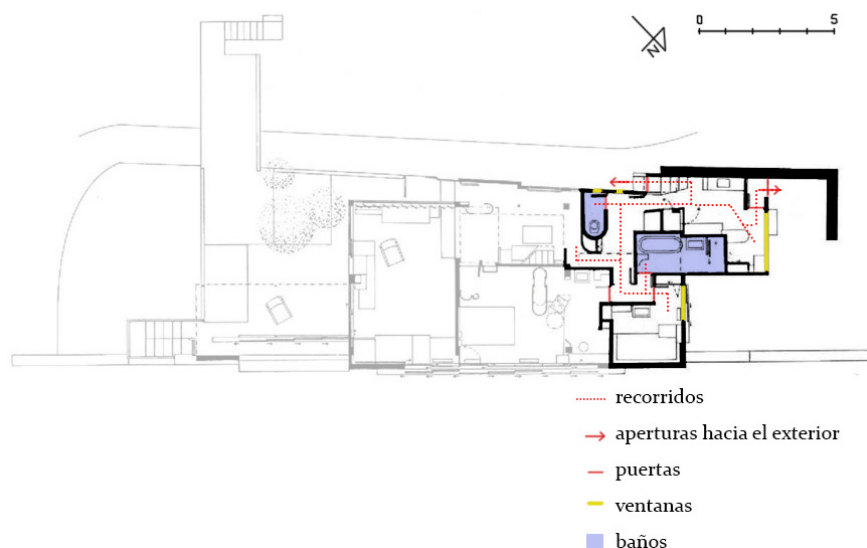 N
0
5
recorridos
aperturas hacia el exterior
puertas
ventanas
baños